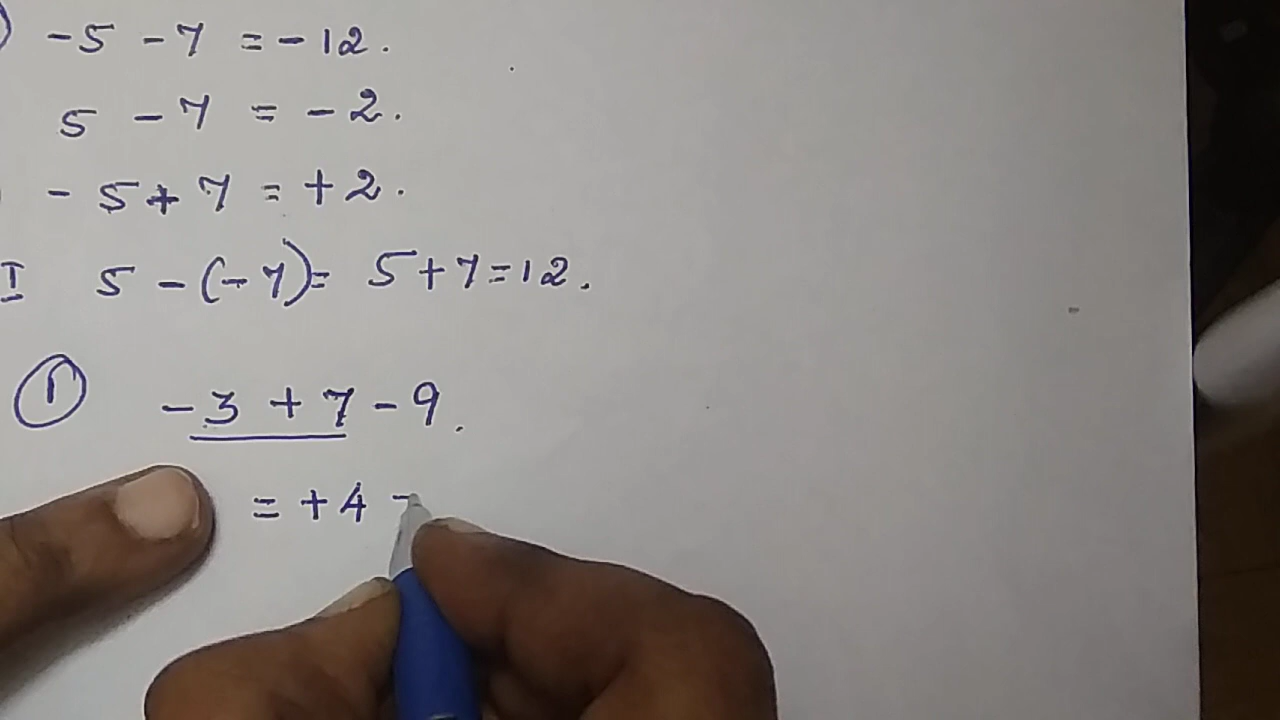 -5 -7 = -12.
5 -7 = -2.
-5+7 = +2.
I 5 -(-7)= 5+7=12.
① -3 +7 -9.
= +4 -